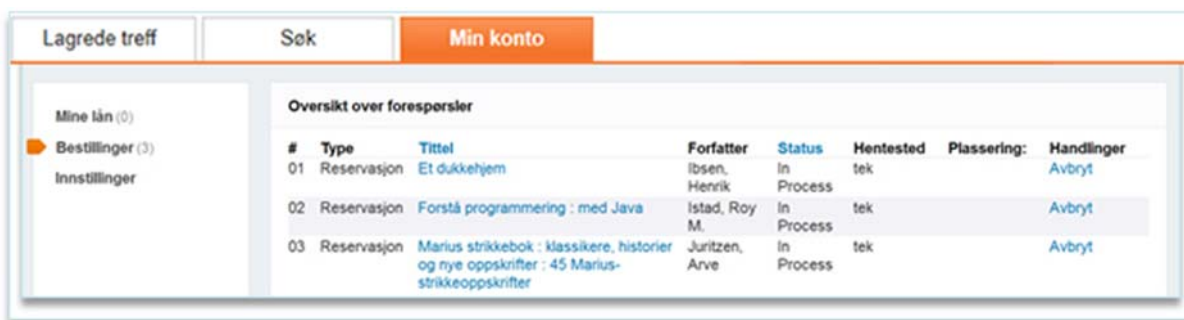 Lagrede treff Søk Min konto
Mine lån (0)
Bestillinger (3)
Innstillinger
Oversikt over forespørsler
# Type Tittel Forfatter Status Hentested Plassering: Handlinger
01 Reservasjon Et dukkehjem Ibsen, In tek Avbryt
Henrik Process
02 Reservasjon Forstå programmering : med Java Istad, Roy In tek Avbryt
M. Process
03 Reservasjon Marius strikkebok : klassikere, historier Juritzen, In tek Avbryt
og nye oppskrifter : 45 Marius- Arve Process
strikkeoppskrifter